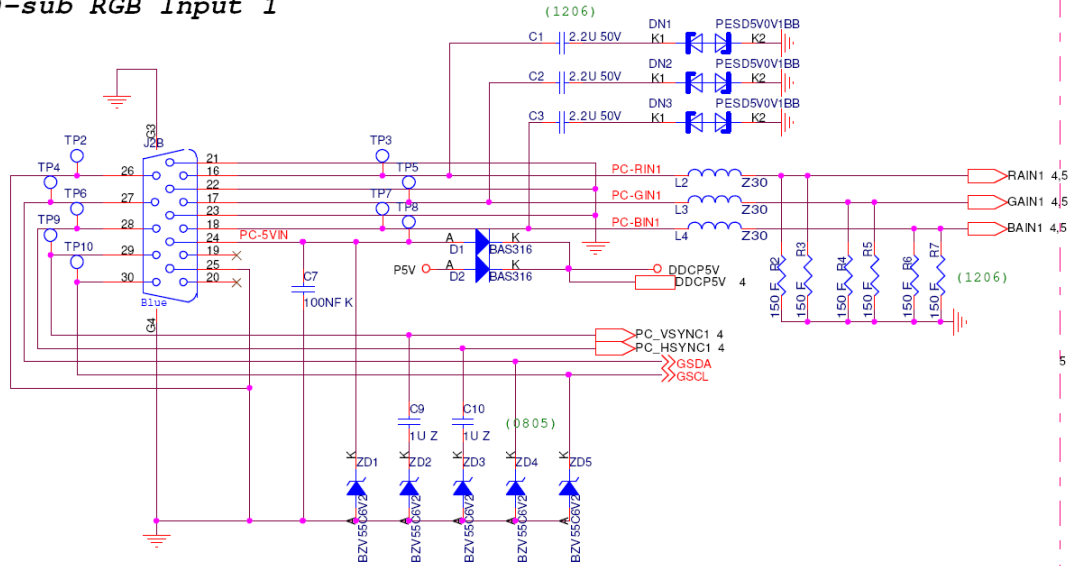 -sub RGB Input 1
(1206)
DN1 PESD5V0V1BB
C1 2.2U 50V K1 K2
DN2 PESD5V0V1BB
C2 2.2U 50V K1 K2
DN3 PESD5V0V1BB
C3 2.2U 50V K1 K2
G3
J2B
TP2 TP3
21
26 16 PC-RIN1 L2 Z30 RAIN1 4,5
TP4 TP5
22
27 17 PC-GIN1 L3 Z30 GAIN1 4,5
TP6 TP7
23 TP8
28 18 PC-BIN1 L4 Z30 BAIN1 4,5
TP9
24 PC-5VIN A D1 K BAS316
29 19
TP10
25 P5V A D2 K BAS316 DDCP5V
30 20 DDCP5V 4
Blue
G4
C7
100NF K
150 F R2
150 F R3
150 F R4
150 F R5
150 F R6
150 F R7
(1206)
PC_VSYNC1 4
PC_HSYNC1 4
GSDA
GSCL
5
C9 C10 (0805)
1U Z 1U Z
K K K K K
ZD1 ZD2 ZD3 ZD4 ZD5
A A A A A
BZV55C6V2 BZV55C6V2 BZV55C6V2 BZV55C6V2 BZV55C6V2